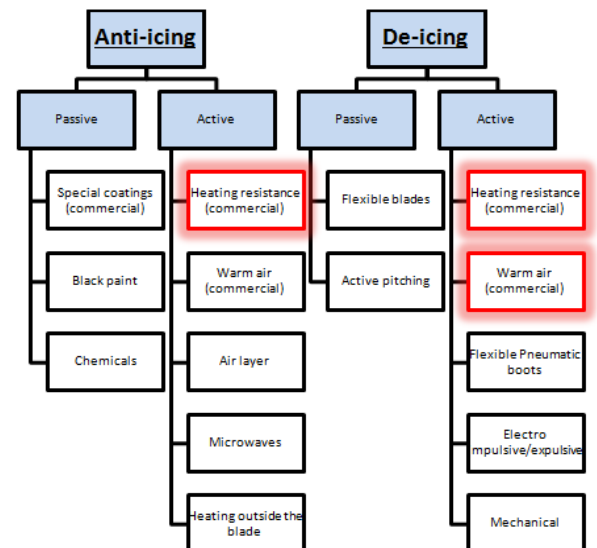 Anti-icing
De-icing
Passive
Active
Passive
Active
Special coatings
(commercial)
Heating resistance
(commercial)
Flexible blades
Heating resistance
(commercial)
Black paint
Warm air
(commercial)
Active pitching
Warm air
(commercial)
Chemicals
Air layer
Flexible Pneumatic
boots
Microwaves
Electro
mpulsive/expulsive
Heating outside the
blade
Mechanical